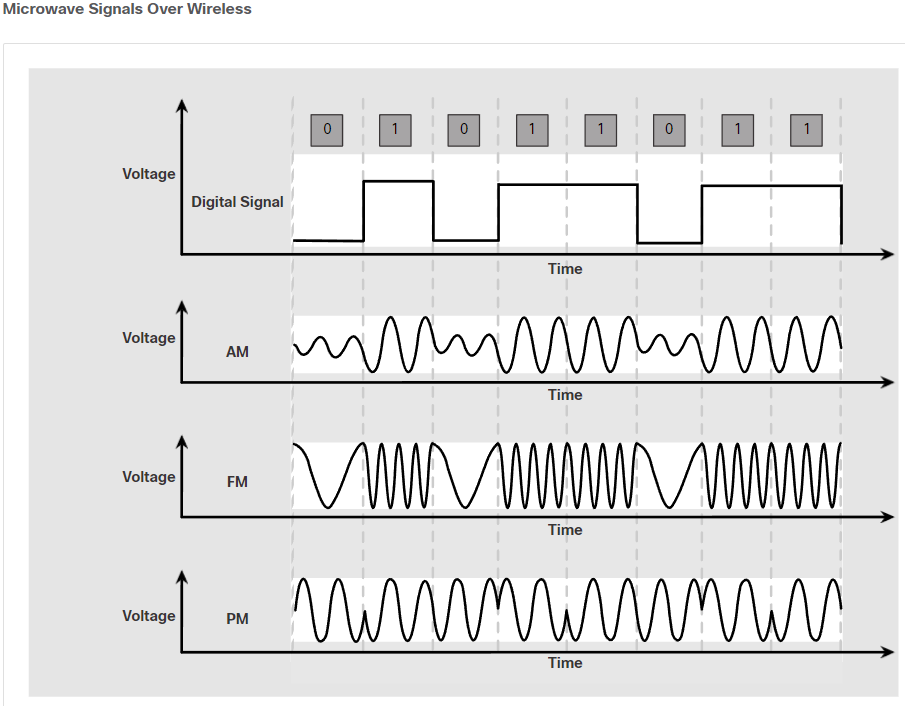 Microwave Signals Over Wireless
0 1 0 1 1 0 1 1
Voltage
Digital Signal
Time
Voltage
AM
Time
Voltage
FM
Time
Voltage
PM
Time